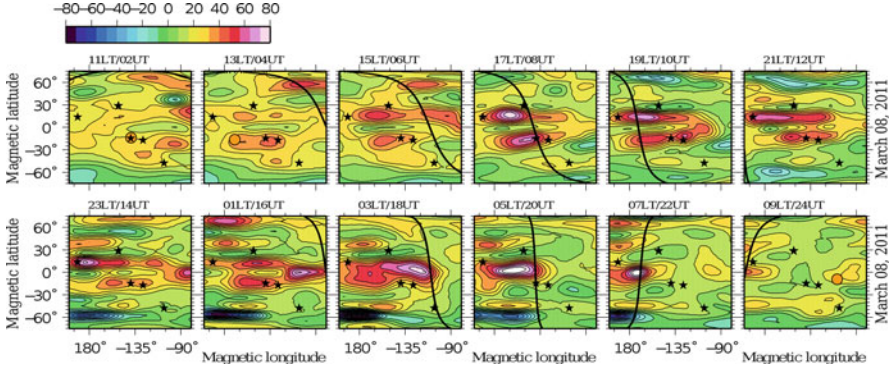 −80 −60 −40 −20 0 20 40 60 80
11LT/02UT 13LT/04UT 15LT/06UT 17LT/08UT 19LT/10UT 21LT/12UT
Magnetic latitude
60°
30°
0°
−30°
−60°
March 08, 2011
23LT/14UT 01LT/16UT 03LT/18UT 05LT/20UT 07LT/22UT 09LT/24UT
Magnetic latitude
60°
30°
0°
−30°
−60°
March 08, 2011
180° −135° −90° 180° −135° −90° 180° −135° −90°
Magnetic longitude Magnetic longitude Magnetic longitude